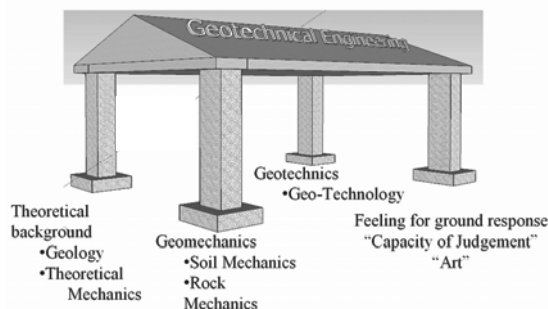 Geotechnical Engineering
Theoretical
background
•Geology
•Theoretical
Mechanics
Geomechanics
•Soil Mechanics
•Rock
Mechanics
Geotechnics
•Geo-Technology
Feeling for ground response
“Capacity of Judgement”
“Art”